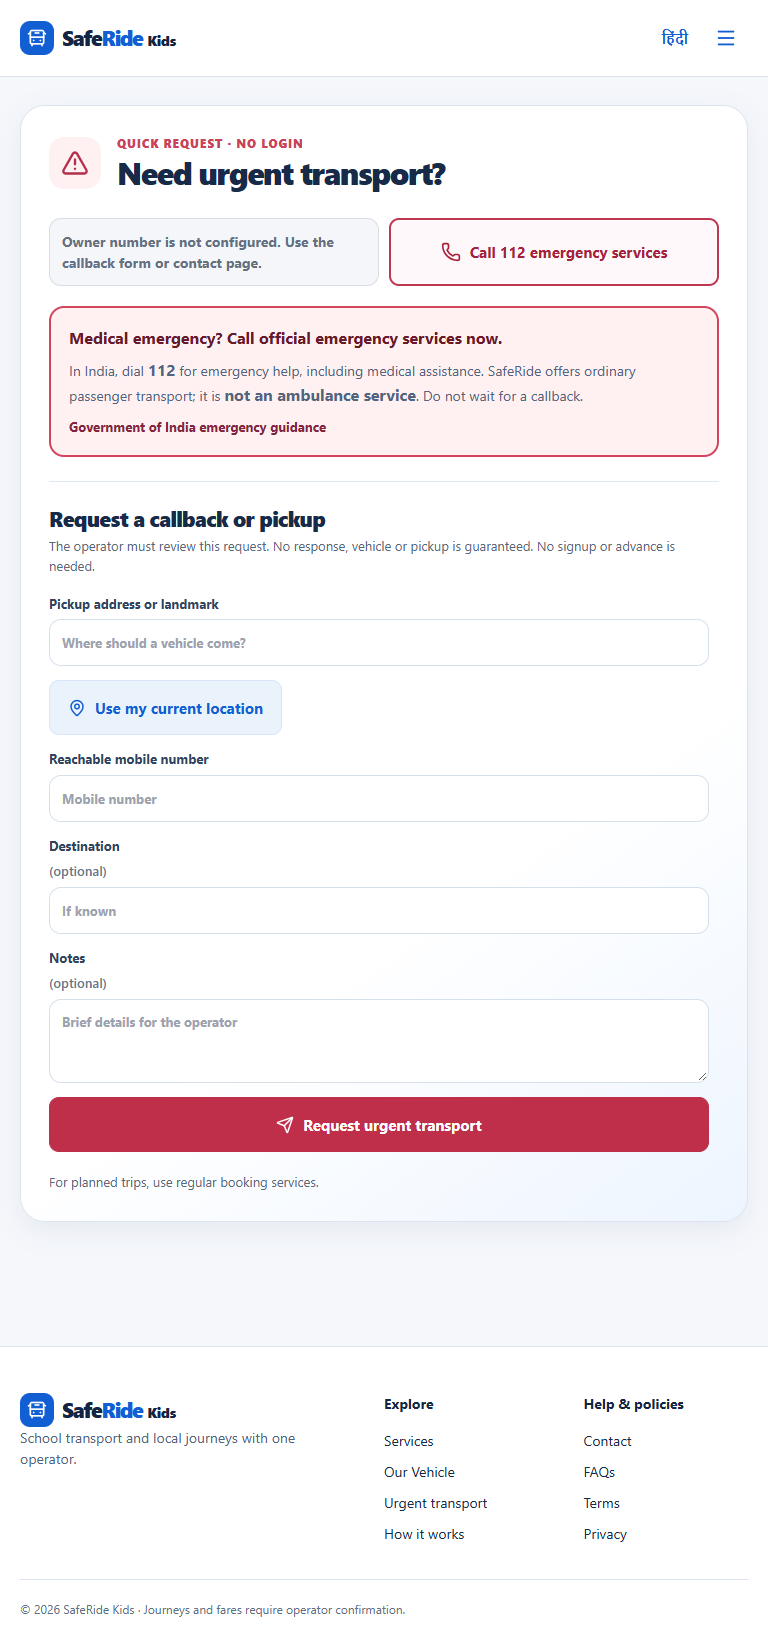 SafeRide Kids
हिंदी
QUICK REQUEST · NO LOGIN
Need urgent transport?
Owner number is not configured. Use the
callback form or contact page.
Call 112 emergency services
Medical emergency? Call official emergency services now.
In India, dial 112 for emergency help, including medical assistance. SafeRide offers ordinary
passenger transport; it is not an ambulance service. Do not wait for a callback.
Government of India emergency guidance
Request a callback or pickup
The operator must review this request. No response, vehicle or pickup is guaranteed. No signup or advance is
needed.
Pickup address or landmark
Where should a vehicle come?
Use my current location
Reachable mobile number
Mobile number
Destination
(optional)
If known
Notes
(optional)
Brief details for the operator
Request urgent transport
For planned trips, use regular booking services.
SafeRide Kids
School transport and local journeys with one
operator.
Explore
Services
Our Vehicle
Urgent transport
How it works
Help & policies
Contact
FAQs
Terms
Privacy
© 2026 SafeRide Kids · Journeys and fares require operator confirmation.